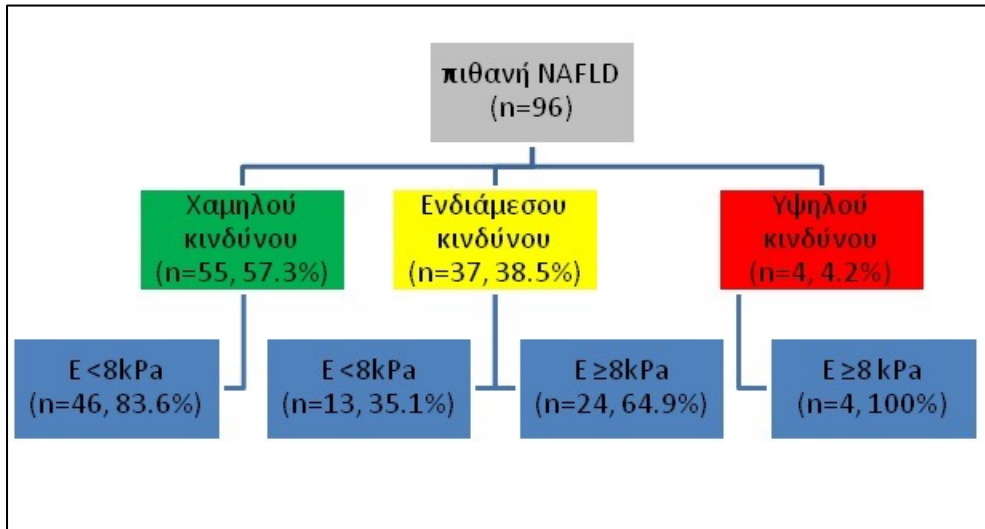 πιθανή NAFLD
(n=96)
Χαμηλού
κινδύνου
(n=55, 57.3%)
Ενδιάμεσου
κινδύνου
(n=37, 38.5%)
Υψηλού
κινδύνου
(n=4, 4.2%)
E <8kPa
(n=46, 83.6%)
E <8kPa
(n=13, 35.1%)
E ≥8kPa
(n=24, 64.9%)
E ≥8 kPa
(n=4, 100%)